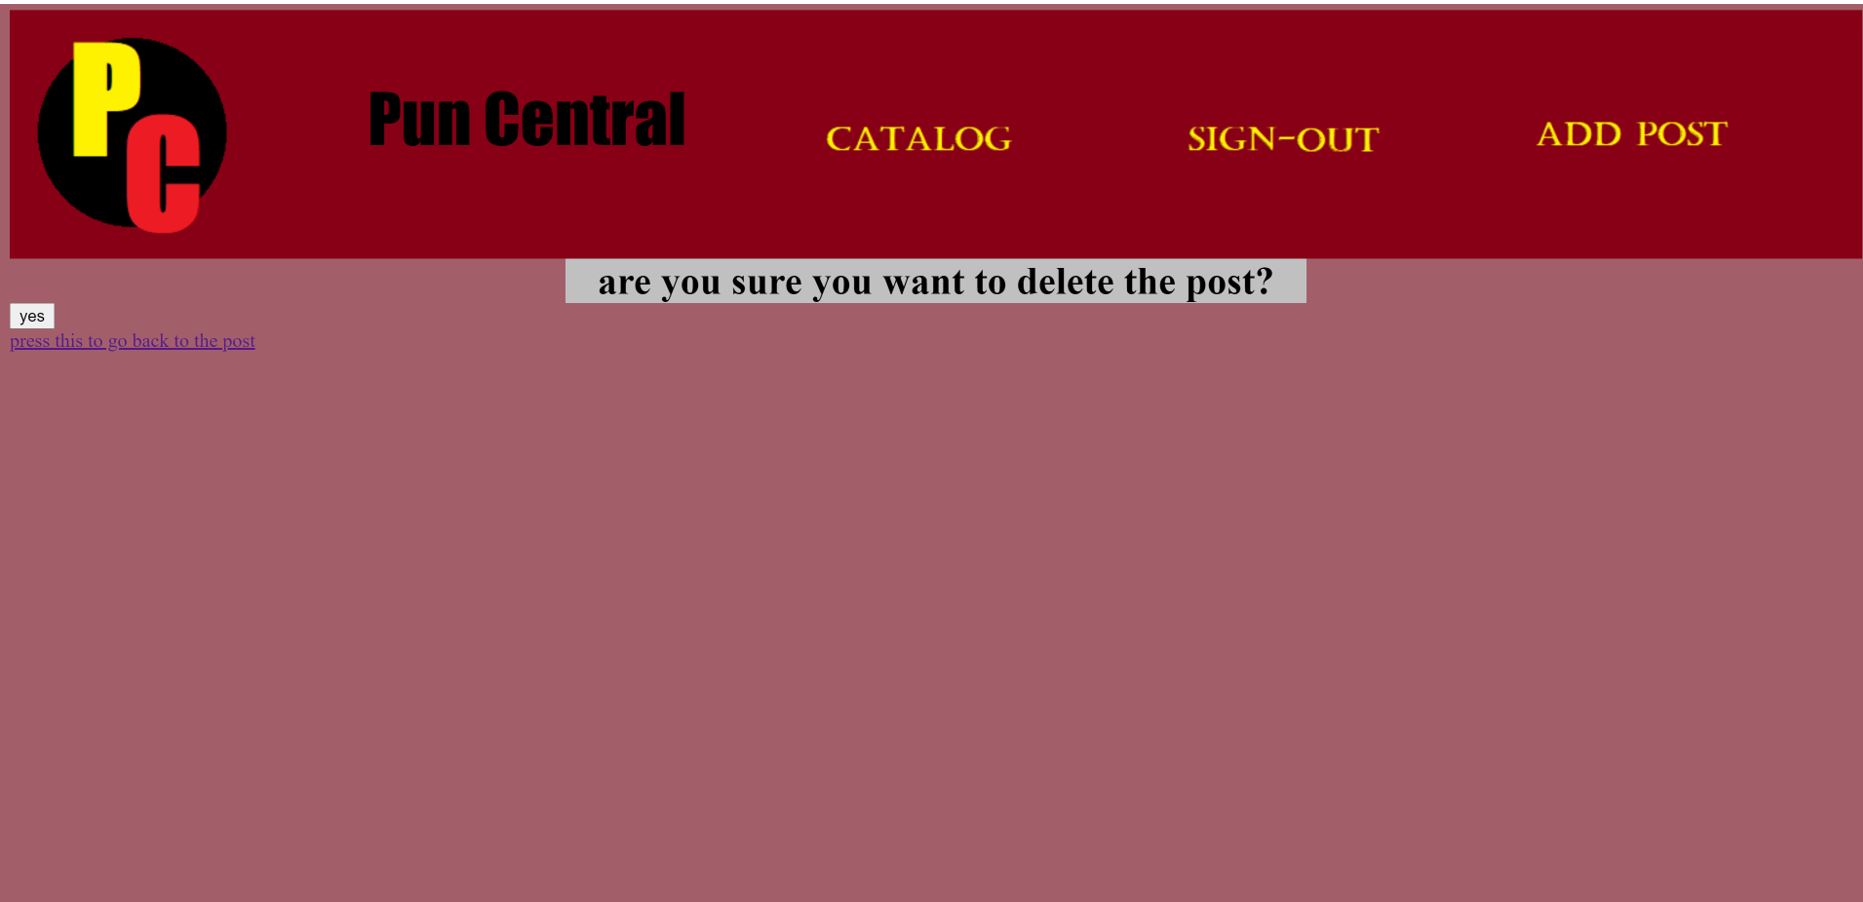 PC
Pun Central
CATALOG
SIGN-OUT
ADD POST
are you sure you want to delete the post?
yes
press this to go back to the post